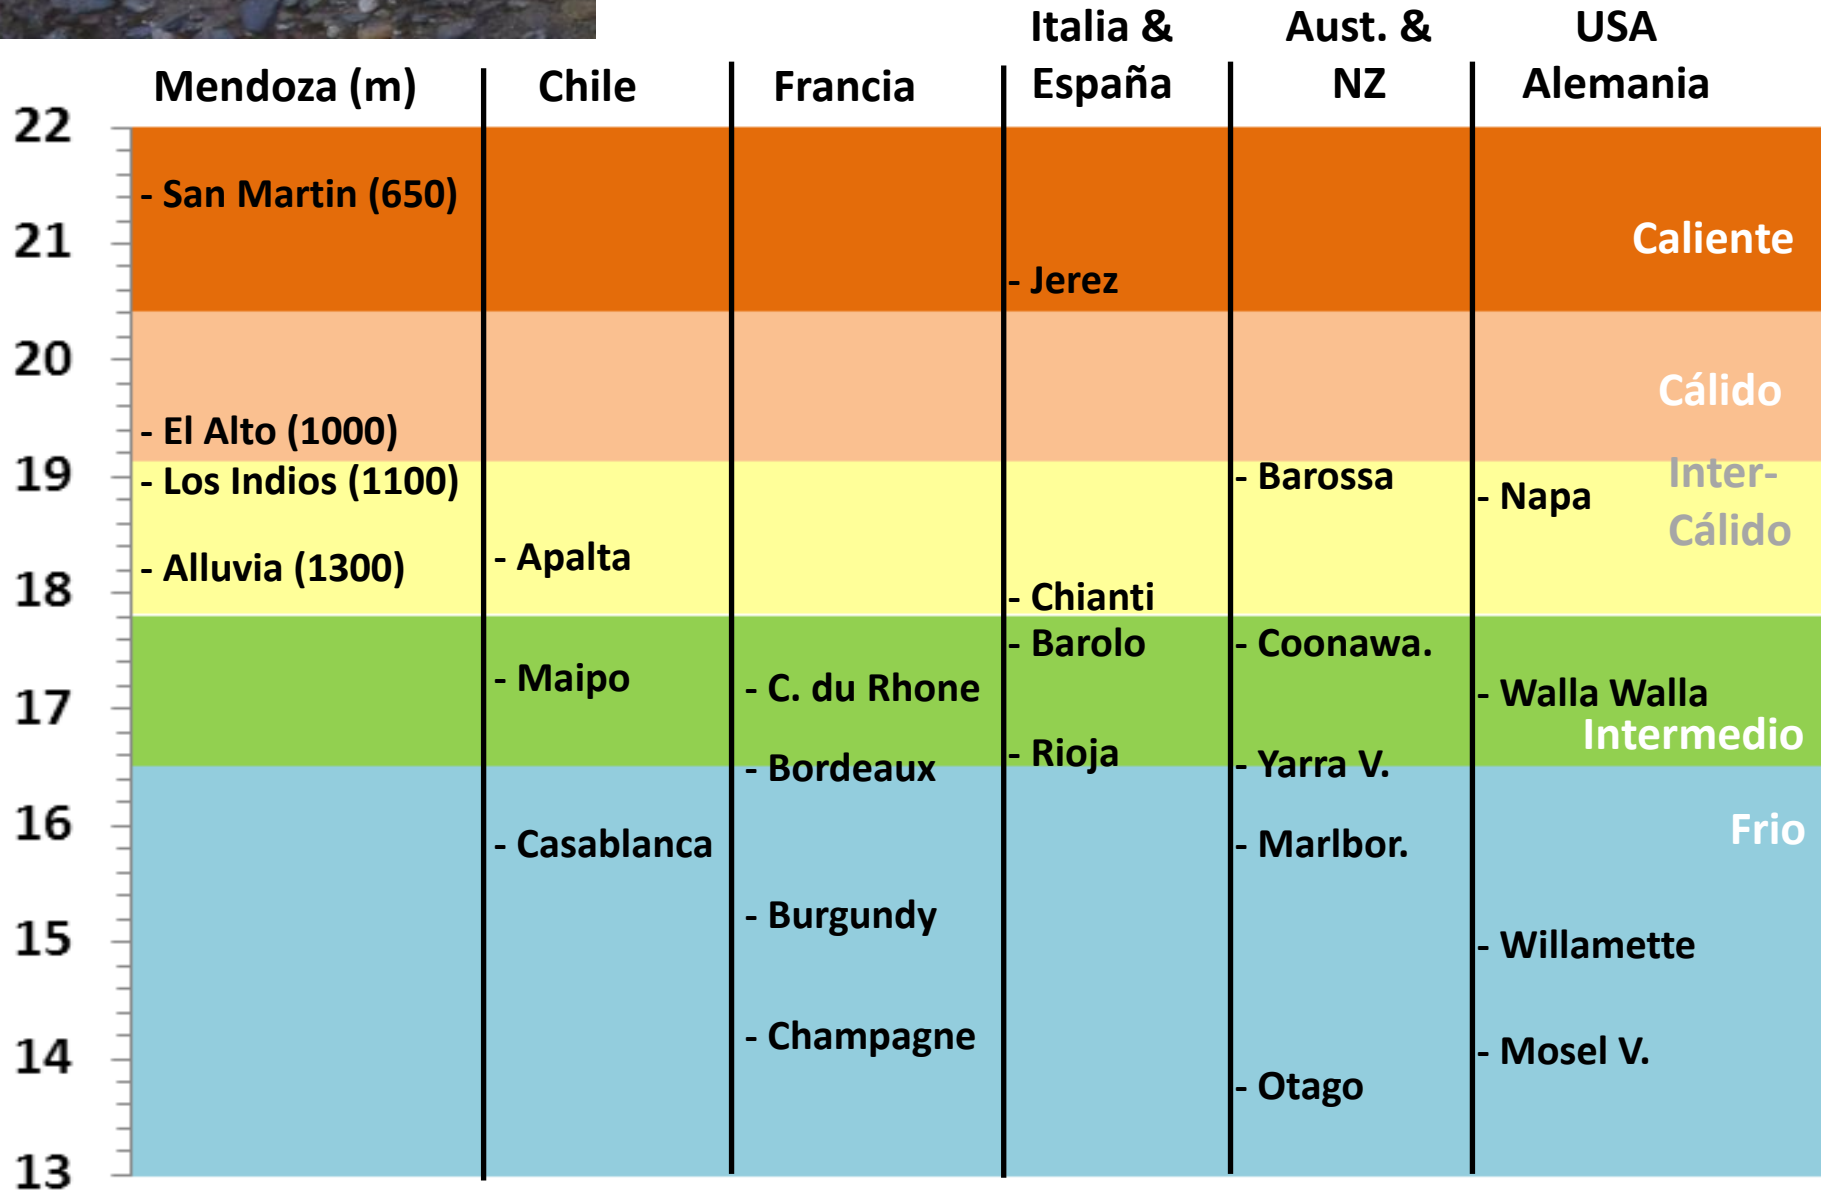 Italia &
España
Aust. &
NZ
USA
Alemania
Mendoza (m)
Chile
Francia
22
- San Martin (650)
21
Caliente
- Jerez
20
Cálido
- El Alto (1000)
19
- Los Indios (1100)
- Barossa
- Napa
Inter-
Cálido
- Apalta
- Alluvia (1300)
18
- Chianti
- Barolo
- Coonawa.
- Maipo
- C. du Rhone
- Walla Walla
17
Intermedio
- Rioja
- Bordeaux
- Yarra V.
16
Frio
- Casablanca
- Marlbor.
- Burgundy
15
- Willamette
- Champagne
14
- Mosel V.
- Otago
13